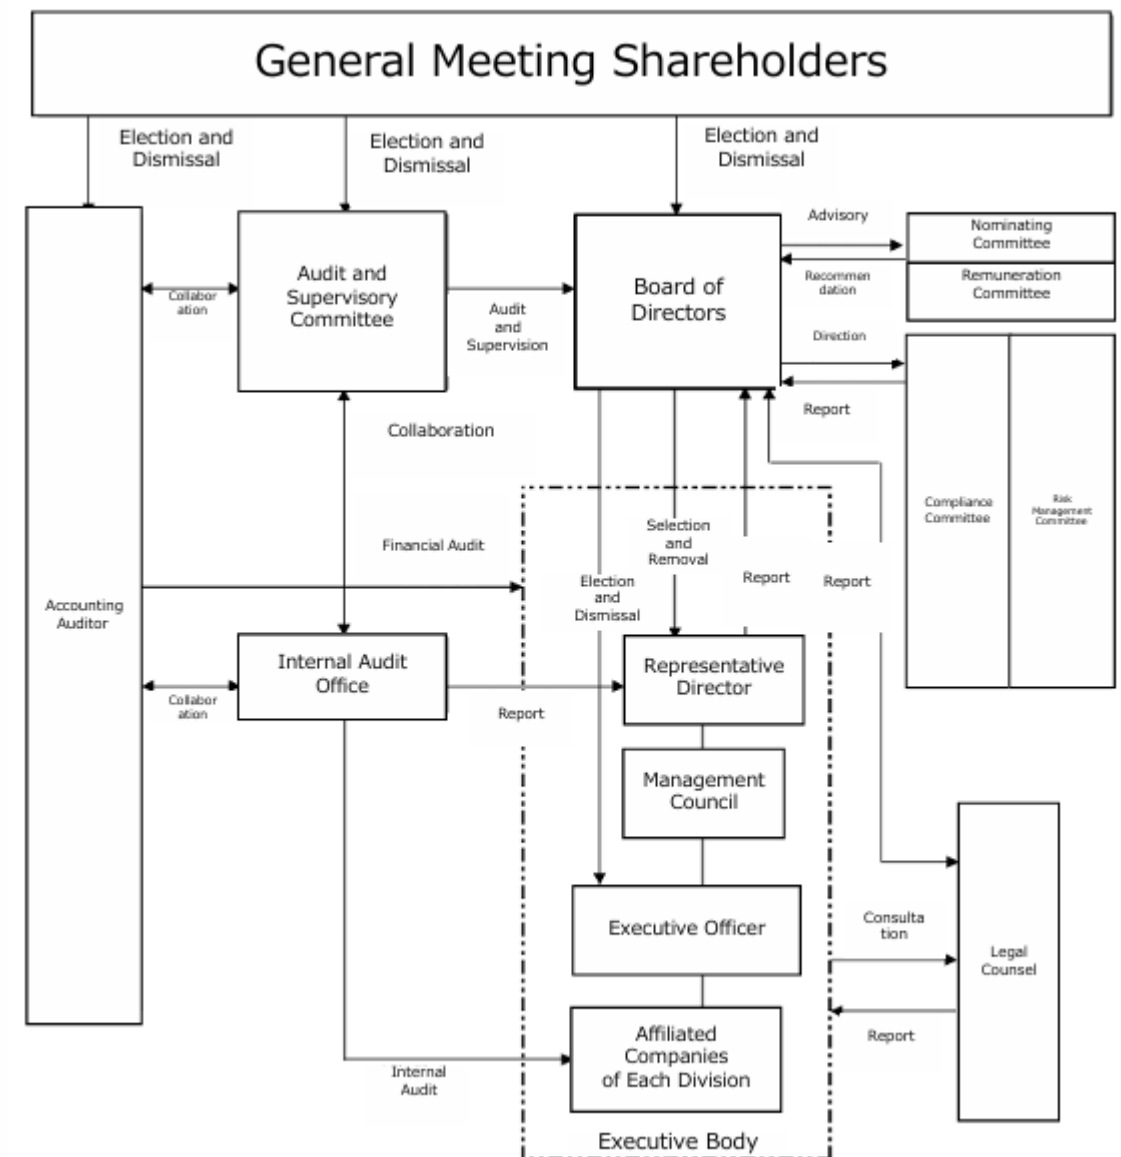 General Meeting Shareholders
Election and
Dismissal
Election and
Dismissal
Election and
Dismissal
Accounting
Auditor
Collabor
ation
Audit and
Supervisory
Committee
Audit
and
Supervision
Board of
Directors
Advisory
Recommen
dation
Nominating
Committee
Remuneration
Committee
Direction
Report
Compliance
Committee
Risk
Management
Committee
Collaboration
Financial Audit
Selection
and
Removal
Election
and
Dismissal
Report
Report
Internal Audit
Office
Collabor
ation
Report
Representative
Director
Management
Council
Executive Officer
Affiliated
Companies
of Each Division
Internal
Audit
Executive Body
Consulta
tion
Report
Legal
Counsel